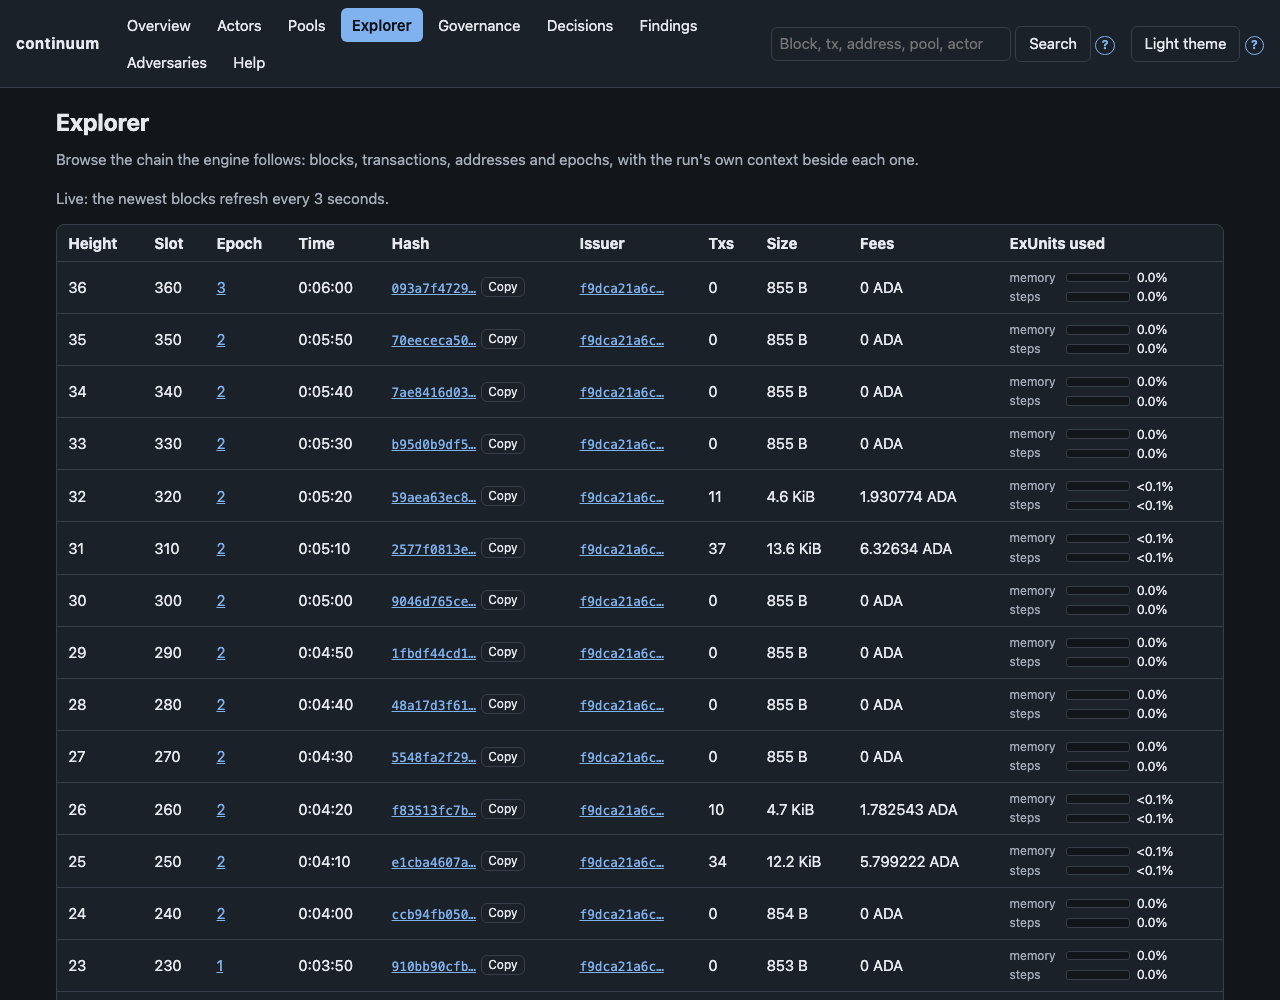 continuum
Overview Actors Pools Explorer Governance Decisions Findings
Adversaries Help
Block, tx, address, pool, actor Search ? Light theme ?
Explorer
Browse the chain the engine follows: blocks, transactions, addresses and epochs, with the run's own context beside each one.
Live: the newest blocks refresh every 3 seconds.
Height Slot Epoch Time Hash Issuer Txs Size Fees ExUnits used
36 360 3 0:06:00 093a7f4729… Copy f9dca21a6c… 0 855 B 0 ADA memory 0.0%
steps 0.0%
35 350 2 0:05:50 70eececa50… Copy f9dca21a6c… 0 855 B 0 ADA memory 0.0%
steps 0.0%
34 340 2 0:05:40 7ae8416d03… Copy f9dca21a6c… 0 855 B 0 ADA memory 0.0%
steps 0.0%
33 330 2 0:05:30 b95d0b9df5… Copy f9dca21a6c… 0 855 B 0 ADA memory 0.0%
steps 0.0%
32 320 2 0:05:20 59aea63ec8… Copy f9dca21a6c… 11 4.6 KiB 1.930774 ADA memory <0.1%
steps <0.1%
31 310 2 0:05:10 2577f0813e… Copy f9dca21a6c… 37 13.6 KiB 6.32634 ADA memory <0.1%
steps <0.1%
30 300 2 0:05:00 9046d765ce… Copy f9dca21a6c… 0 855 B 0 ADA memory 0.0%
steps 0.0%
29 290 2 0:04:50 1fbdf44cd1… Copy f9dca21a6c… 0 855 B 0 ADA memory 0.0%
steps 0.0%
28 280 2 0:04:40 48a17d3f61… Copy f9dca21a6c… 0 855 B 0 ADA memory 0.0%
steps 0.0%
27 270 2 0:04:30 5548fa2f29… Copy f9dca21a6c… 0 855 B 0 ADA memory 0.0%
steps 0.0%
26 260 2 0:04:20 f83513fc7b… Copy f9dca21a6c… 10 4.7 KiB 1.782543 ADA memory <0.1%
steps <0.1%
25 250 2 0:04:10 e1cba4607a… Copy f9dca21a6c… 34 12.2 KiB 5.799222 ADA memory <0.1%
steps <0.1%
24 240 2 0:04:00 ccb94fb050… Copy f9dca21a6c… 0 854 B 0 ADA memory 0.0%
steps 0.0%
23 230 1 0:03:50 910bb90cfb… Copy f9dca21a6c… 0 853 B 0 ADA memory 0.0%
steps 0.0%